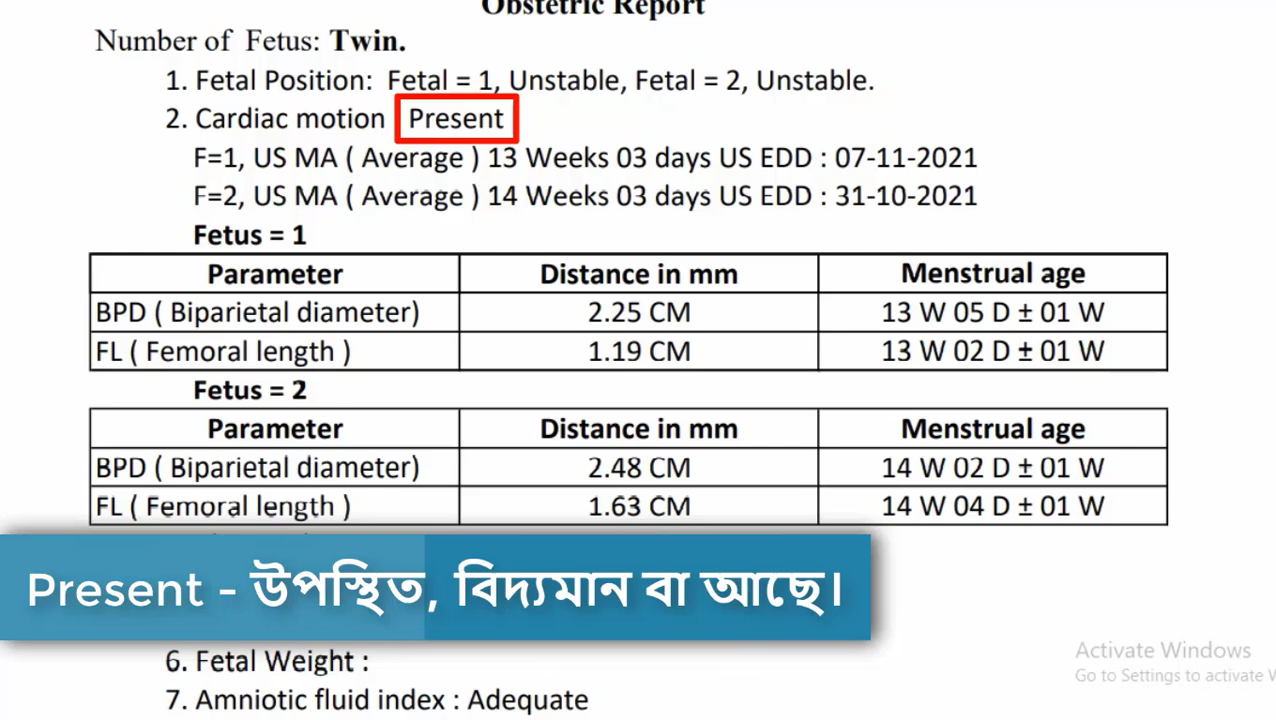 Obstetric Report
Number of Fetus: Twin.
1. Fetal Position: Fetal = 1, Unstable, Fetal = 2, Unstable.
2. Cardiac motion Present
F=1, US MA ( Average ) 13 Weeks 03 days US EDD : 07-11-2021
F=2, US MA ( Average ) 14 Weeks 03 days US EDD : 31-10-2021
Fetus = 1
Parameter Distance in mm Menstrual age
BPD ( Biparietal diameter) 2.25 CM 13 W 05 D ± 01 W
FL ( Femoral length ) 1.19 CM 13 W 02 D ± 01 W
Fetus = 2
Parameter Distance in mm Menstrual age
BPD ( Biparietal diameter) 2.48 CM 14 W 02 D ± 01 W
FL ( Femoral length ) 1.63 CM 14 W 04 D ± 01 W
Present - উপস্থিত, বিদ্যমান বা আছে।
6. Fetal Weight :
7. Amniotic fluid index : Adequate
Activate Windows
Go to Settings to activate W